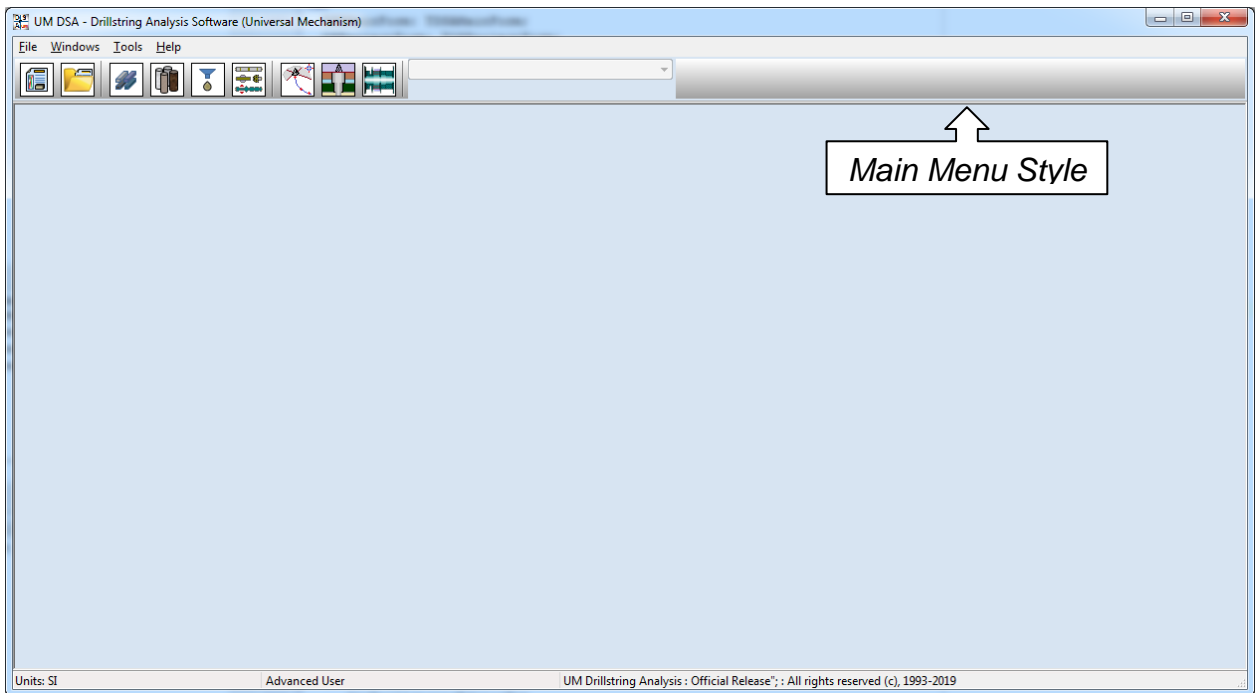 UM DSA - Drillstring Analysis Software (Universal Mechanism)
File Windows Tools Help
Main Menu Style
Units: SI Advanced User UM Drillstring Analysis : Official Release"; : All rights reserved (c), 1993-2019